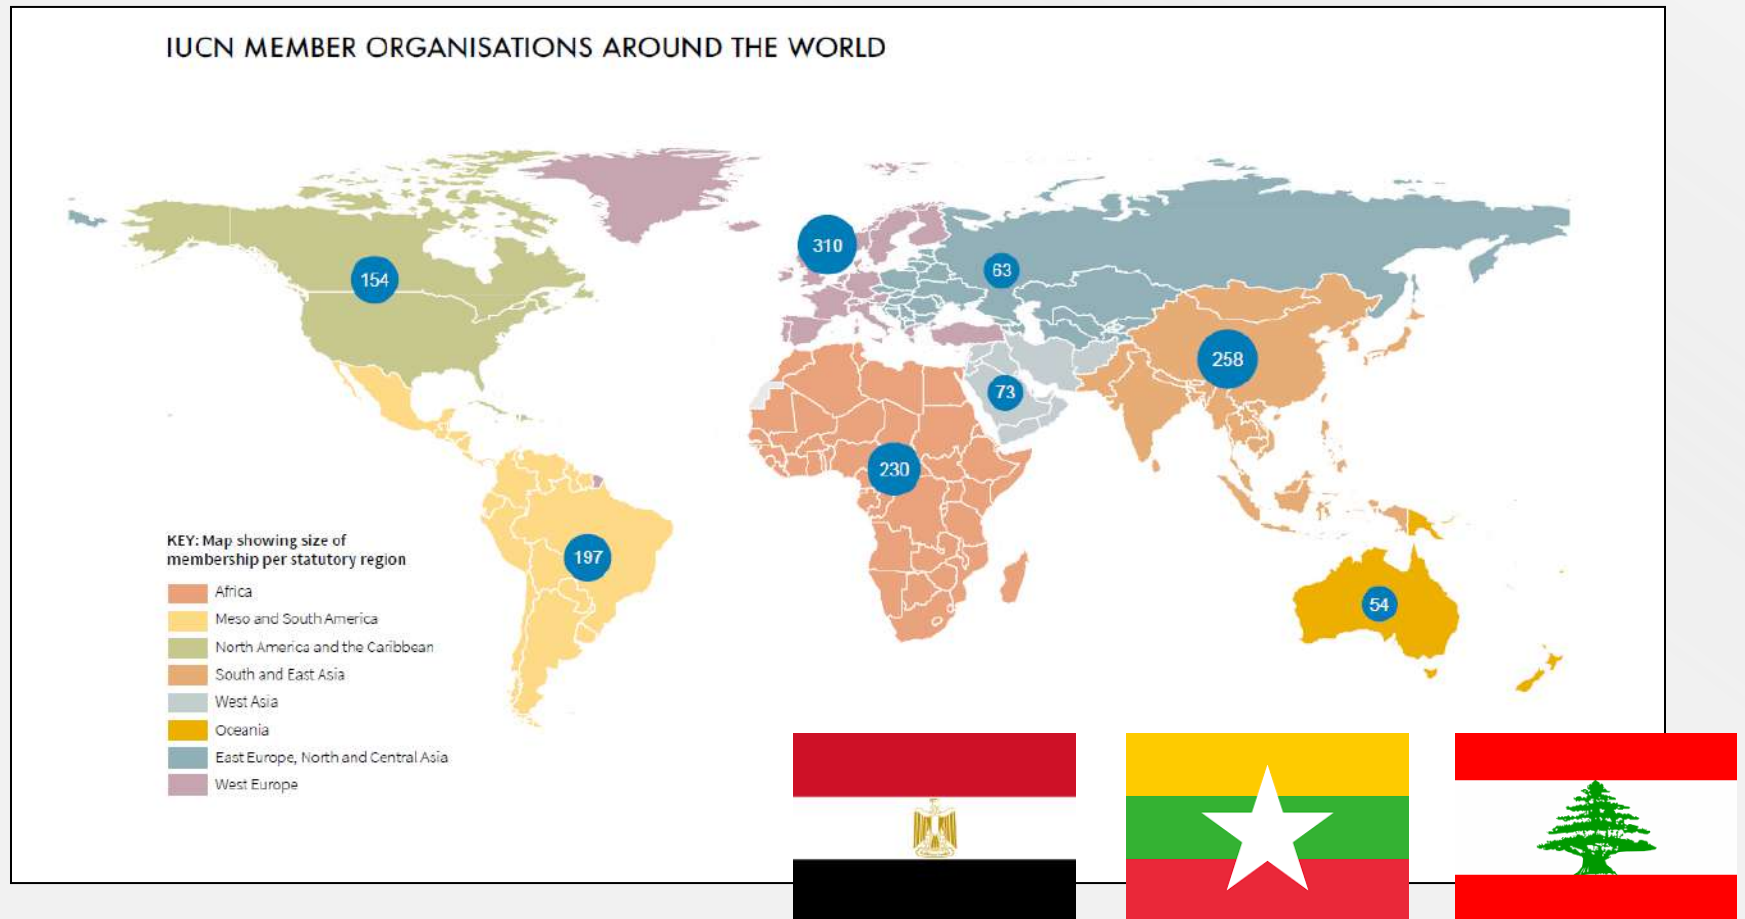 IUCN MEMBER ORGANISATIONS AROUND THE WORLD
310
63
154
258
73
230
197
54
KEY: Map showing size of
membership per statutory region
Africa
Meso and South America
North America and the Caribbean
South and East Asia
West Asia
Oceania
East Europe, North and Central Asia
West Europe